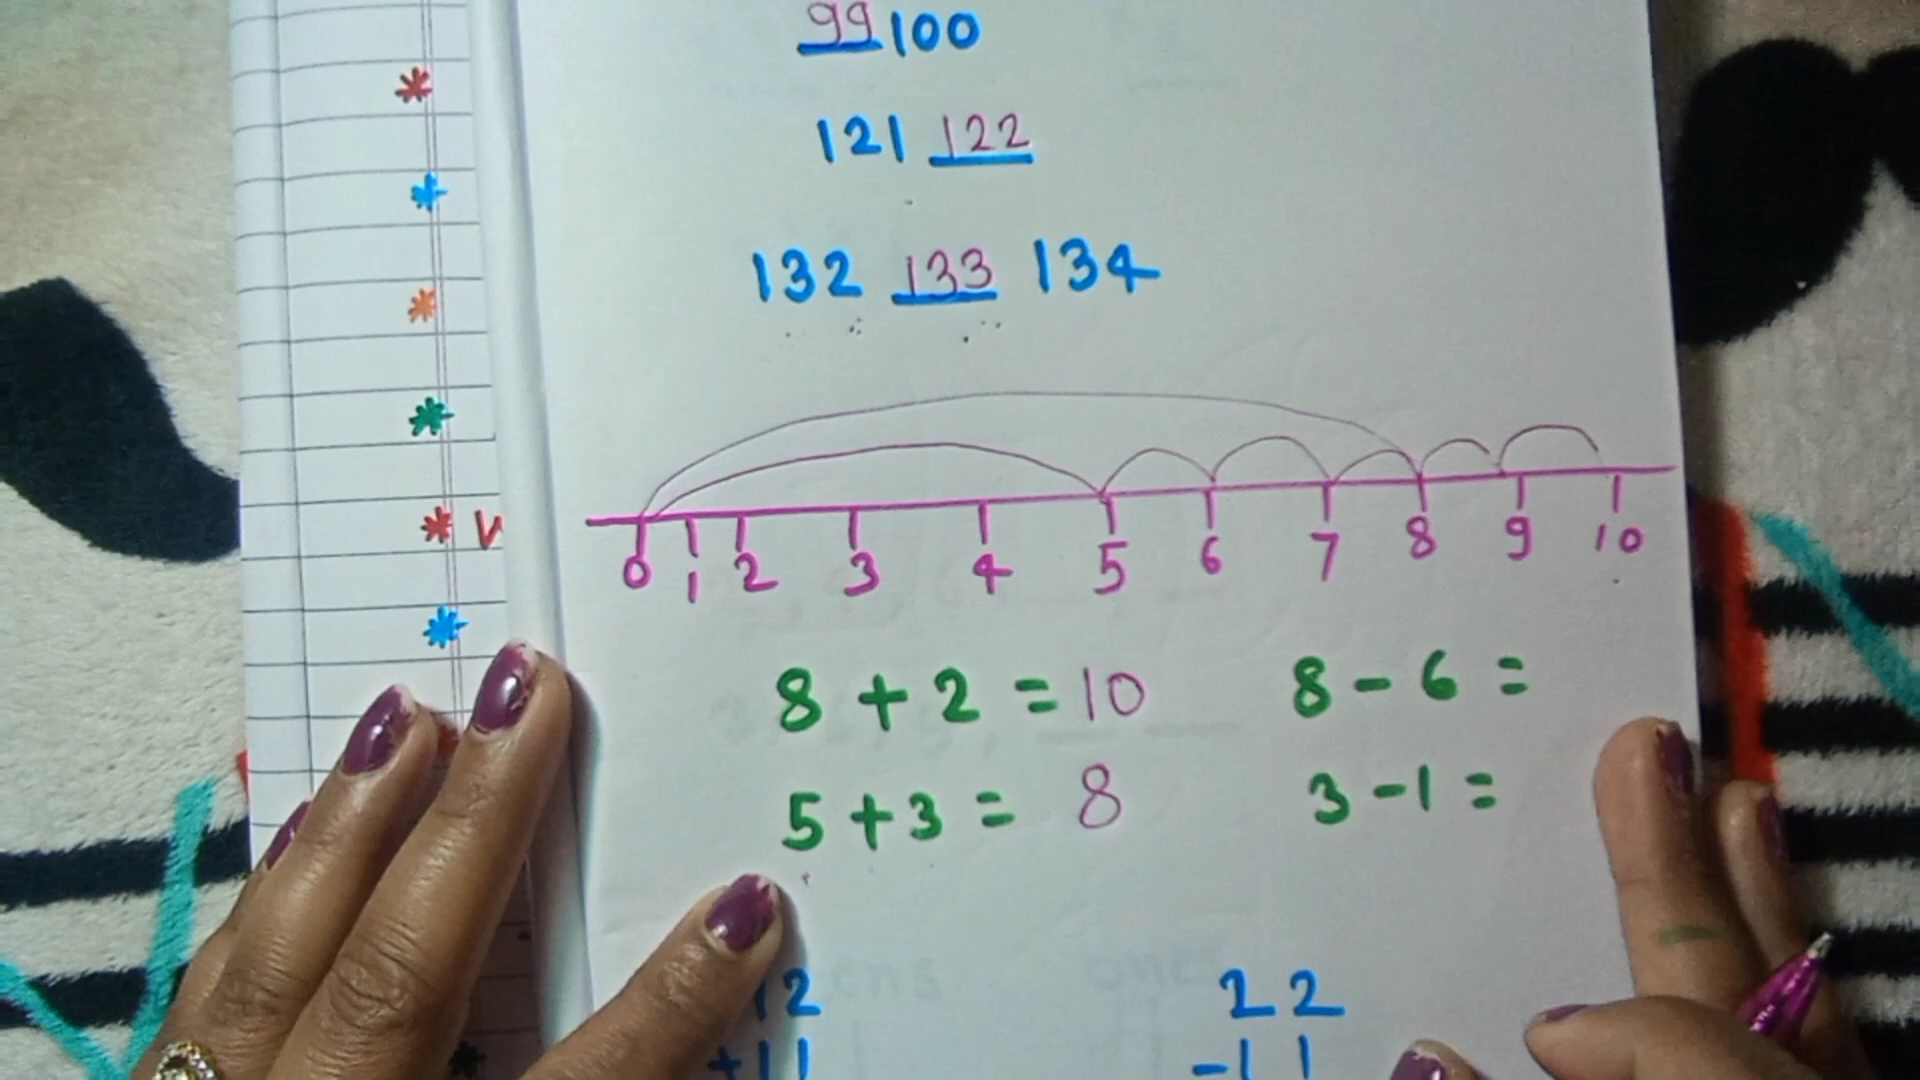 99 100
121 122
132 133 134
0 1 2 3 4 5 6 7 8 9 10
8 + 2 = 10
8 - 6 =
5 + 3 = 8
3 - 1 =
12
22
+11
-11